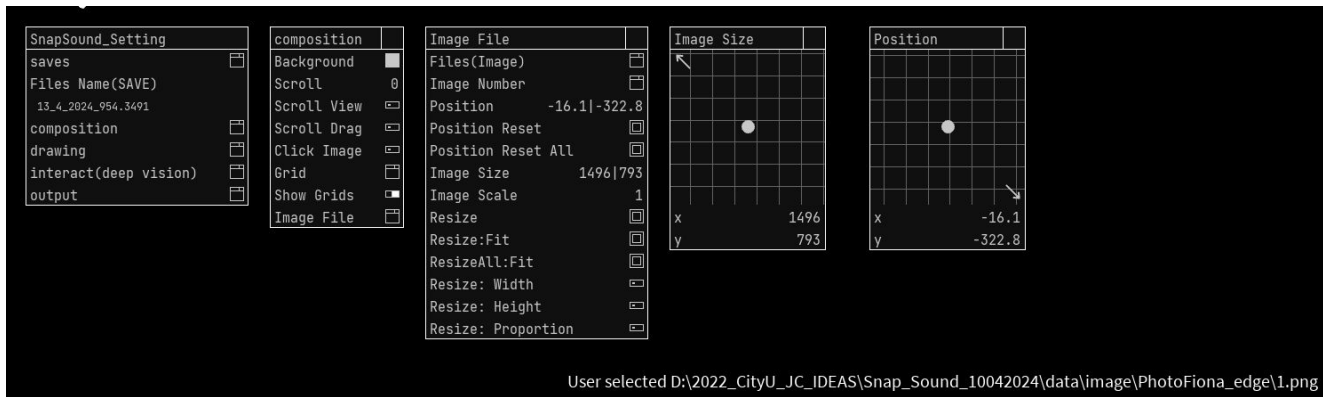 SnapSound_Setting
saves
Files Name(SAVE)
13_4_2024_954.3491
composition
drawing
interact(deep vision)
output
composition
Background
Scroll 0
Scroll View
Scroll Drag
Click Image
Grid
Show Grids
Image File
Image File
Files(Image)
Image Number
Position -16.1|-322.8
Position Reset
Position Reset All
Image Size 1496|793
Image Scale 1
Resize
Resize:Fit
ResizeAll:Fit
Resize: Width
Resize: Height
Resize: Proportion
Image Size
x 1496
y 793
Position
x -16.1
y -322.8
User selected D:\2022_CityU_JC_IDEAS\Snap_Sound_10042024\data\image\PhotoFiona_edge\1.png